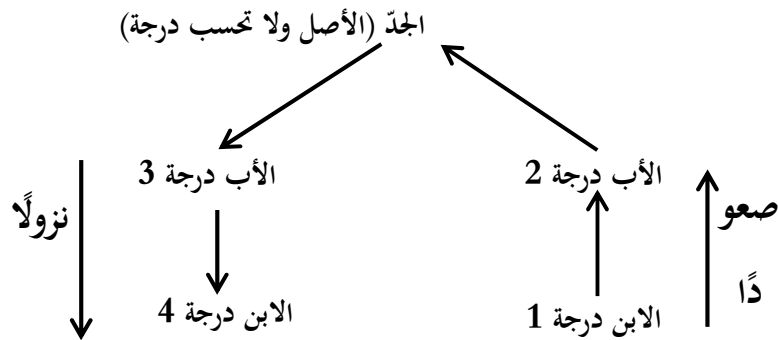 الجدّ (الأصل ولا تحسب درجة)
الأب درجة 2
الأب درجة 3
صعو
دًا
نزولًا
الابن درجة 1
الابن درجة 4